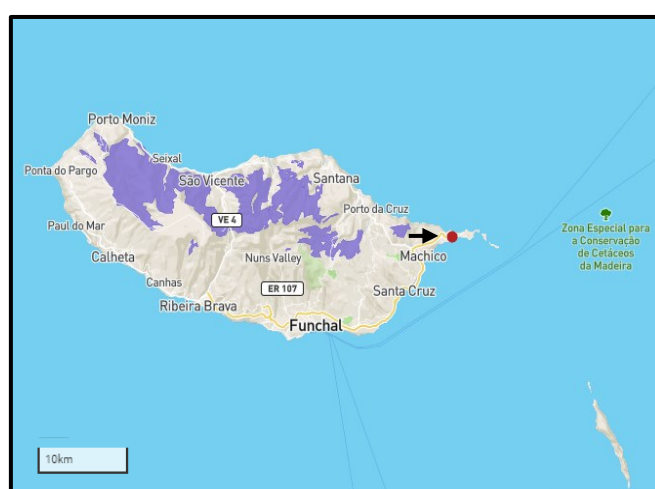 Porto Moniz
Seixal
Ponta do Pargo
São Vicente
Santana
Porto da Cruz
VE 4
Paul do Mar
Zona Especial para
a Conservação
de Cetáceos
da Madeira
Calheta
Nuns Valley
Machico
Canhas
ER 107
Santa Cruz
Ribeira Brava
Funchal
10km